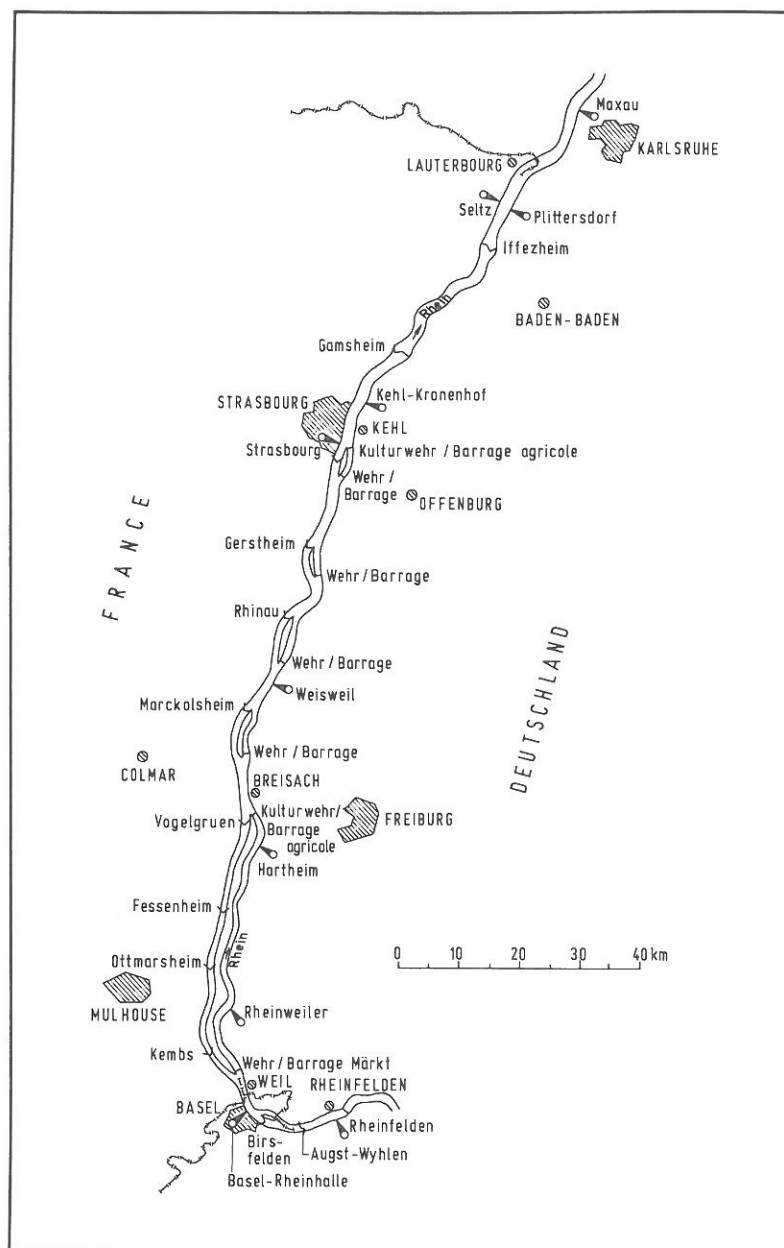 Maxau
KARLSRUHE
LAUTERBOURG
Seltz
Plittersdorf
Iffezheim
Rhein
BADEN-BADEN
Gamsheim
Kehl-Kronenhof
STRASBOURG
KEHL
Strasbourg
Kulturwehr/Barrage agricole
Wehr/
Barrage
OFFENBURG
FRANCE
Gerstheim
Wehr/Barrage
Rhinau
DEUTSCHLAND
Wehr/Barrage
Weisweil
Marckolsheim
Wehr/Barrage
COLMAR
BREISACH
Vogelgruen
Kulturwehr/
Barrage
agricole
FREIBURG
Hartheim
Fessenheim
Rhein
Ottmarsheim
0 10 20 30 40 km
MULHOUSE
Rheinweiler
Kembs
Wehr/Barrage Märkt
WEIL
RHEINFELDEN
BASEL
Rheinfelden
Birs-
felden
Augst-Wyhlen
Basel-Rheinhalle